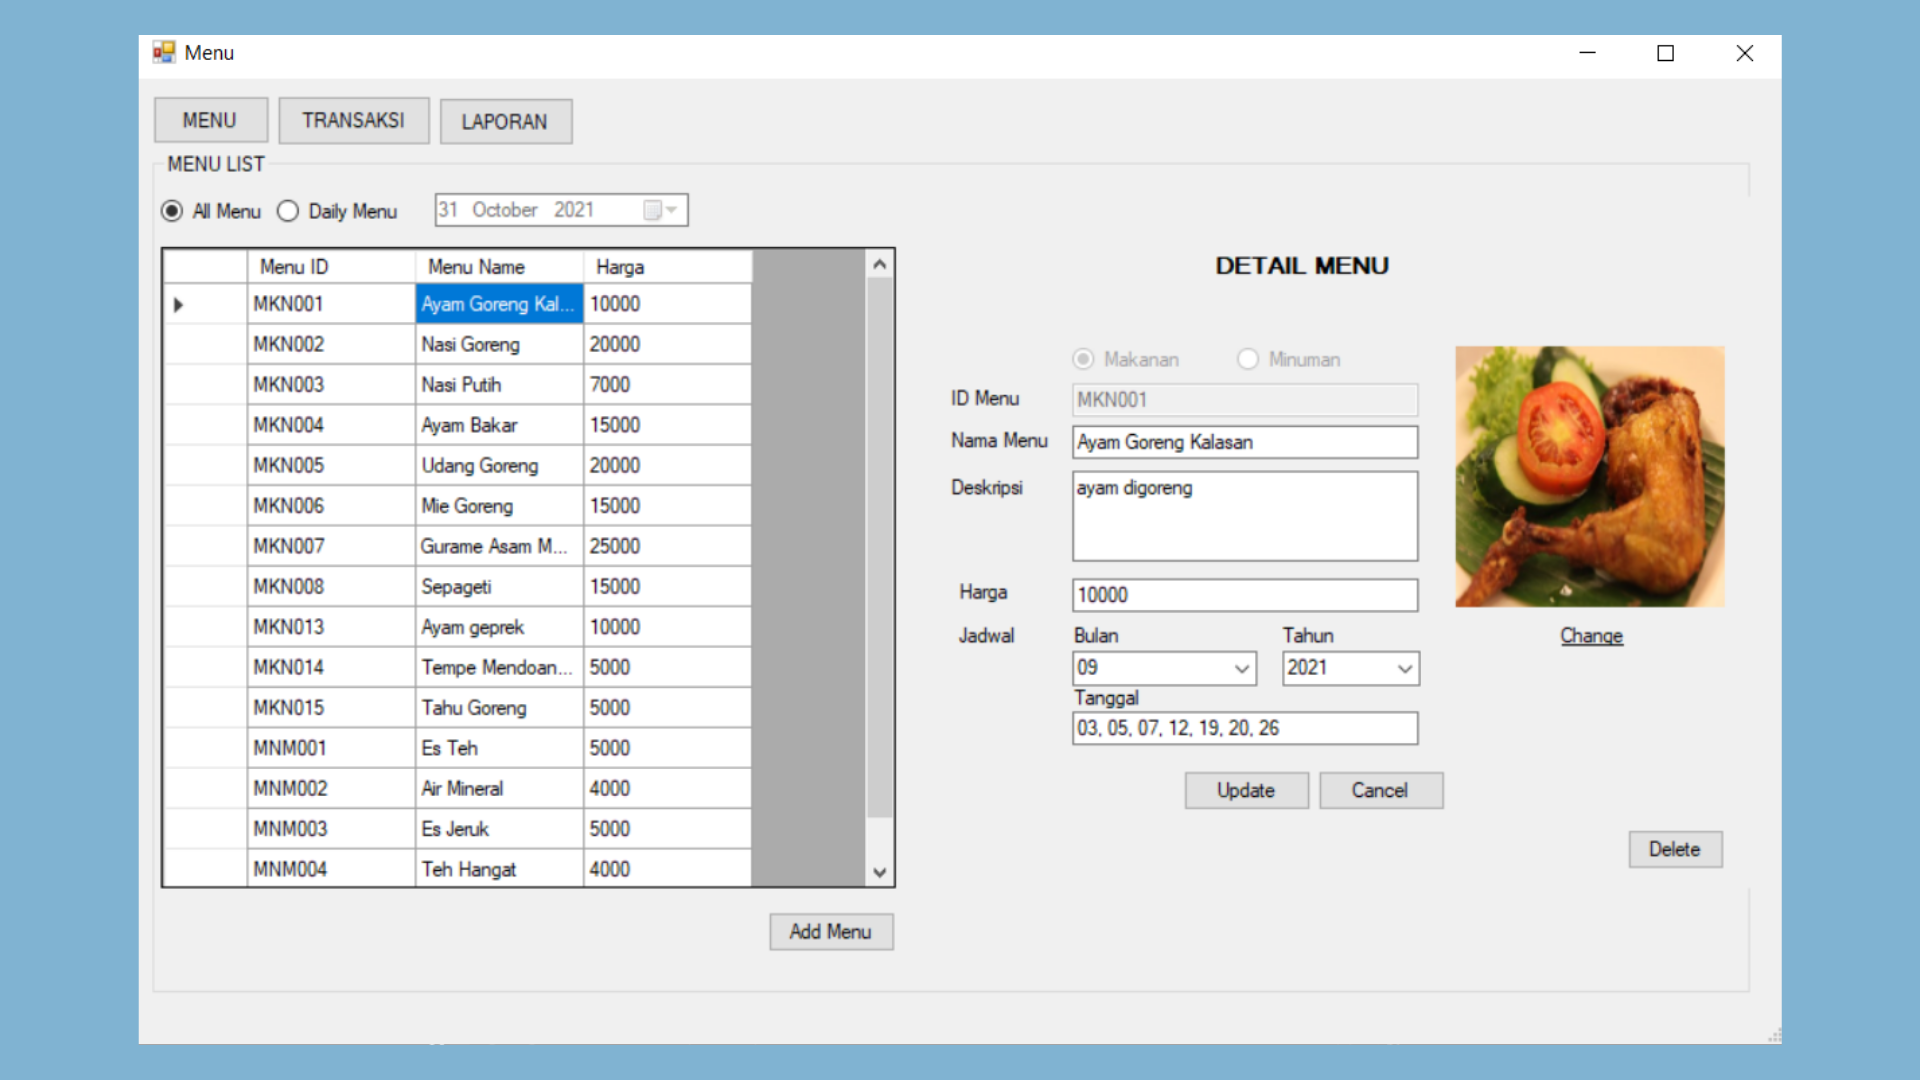 Menu
MENU TRANSAKSI LAPORAN
MENU LIST
All Menu Daily Menu 31 October 2021
Menu ID Menu Name Harga
MKN001 Ayam Goreng Kal... 10000
MKN002 Nasi Goreng 20000
MKN003 Nasi Putih 7000
MKN004 Ayam Bakar 15000
MKN005 Udang Goreng 20000
MKN006 Mie Goreng 15000
MKN007 Gurame Asam M... 25000
MKN008 Sepageti 15000
MKN013 Ayam geprek 10000
MKN014 Tempe Mendoan... 5000
MKN015 Tahu Goreng 5000
MNM001 Es Teh 5000
MNM002 Air Mineral 4000
MNM003 Es Jeruk 5000
MNM004 Teh Hangat 4000
Add Menu
DETAIL MENU
Makanan Minuman
ID Menu MKN001
Nama Menu Ayam Goreng Kalasan
Deskripsi ayam digoreng
Harga 10000
Jadwal Bulan Tahun
09 2021
Tanggal
03, 05, 07, 12, 19, 20, 26
Change
Update Cancel
Delete